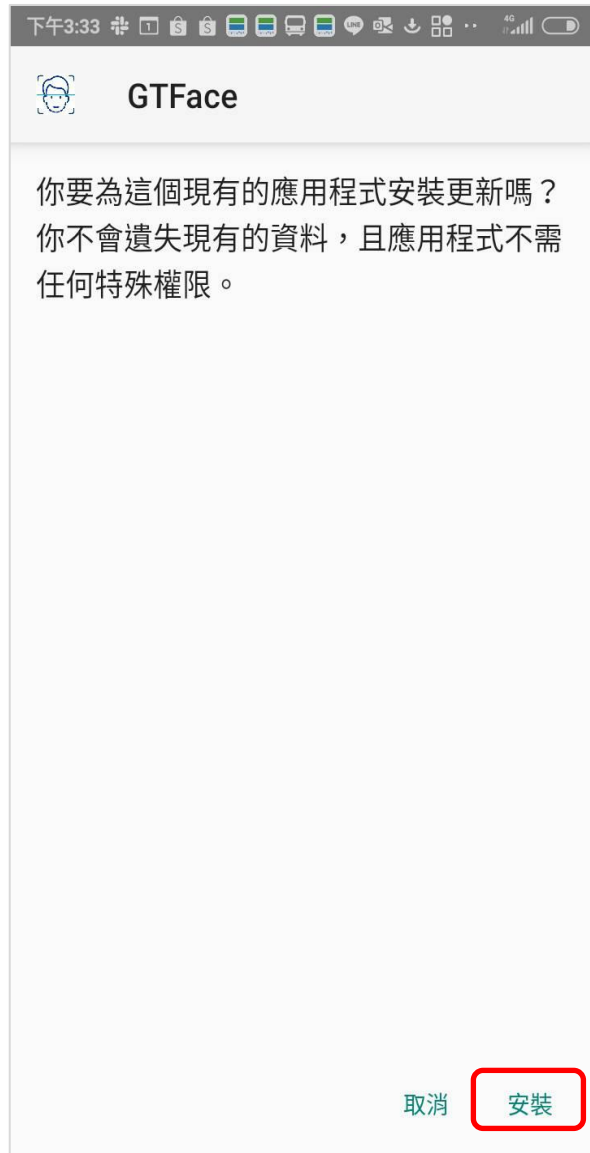 下午3:33
4G
GTFace
你要為這個現有的應用程式安裝更新嗎？
你不會遺失現有的資料，且應用程式不需
任何特殊權限。
取消 安裝